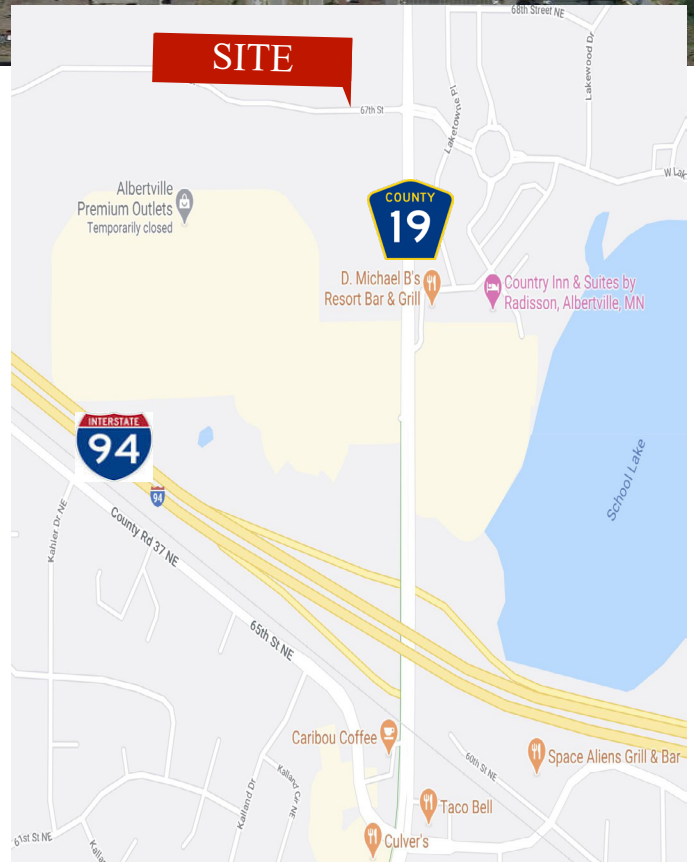 68th Street NE
SITE
Lakewood Dr
67th St
Laketowne Pl
W Lak
Albertville
Premium Outlets
Temporarily closed
COUNTY
19
D. Michael B's
Resort Bar & Grill
Country Inn & Suites by
Radisson, Albertville, MN
INTERSTATE
94
94
School Lake
Kahler Dr NE
County Rd 37 NE
65th St NE
Caribou Coffee
60th St NE
Space Aliens Grill & Bar
Kalland Dr
Kalland Cir NE
Taco Bell
61st St NE
Kalla
Culver's